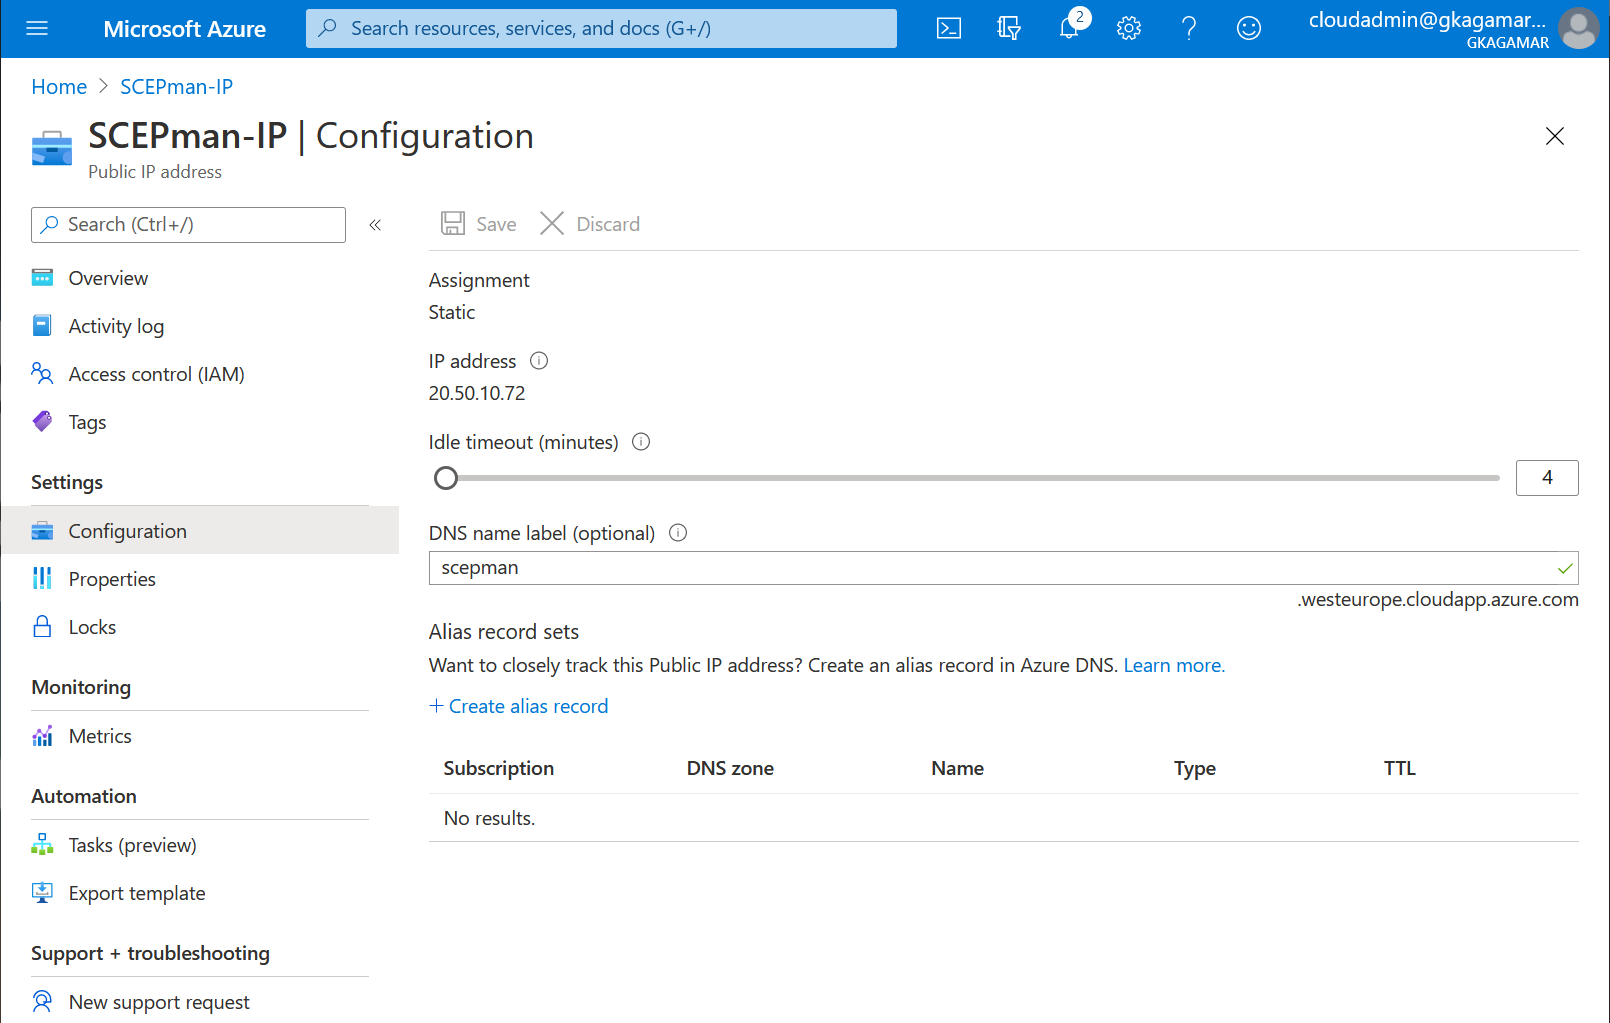 Microsoft Azure
Search resources, services, and docs (G+/)
2
cloudadmin@gkagamar...
GKAGAMAR
Home > SCEPman-IP
SCEPman-IP | Configuration
Public IP address
Search (Ctrl+/)
«
Overview
Activity log
Access control (IAM)
Tags
Settings
Configuration
Properties
Locks
Monitoring
Metrics
Automation
Tasks (preview)
Export template
Support + troubleshooting
New support request
Save
Discard
Assignment
Static
IP address
20.50.10.72
Idle timeout (minutes)
4
DNS name label (optional)
scepman
.westeurope.cloudapp.azure.com
Alias record sets
Want to closely track this Public IP address? Create an alias record in Azure DNS. Learn more.
+ Create alias record
Subscription DNS zone Name Type TTL
No results.